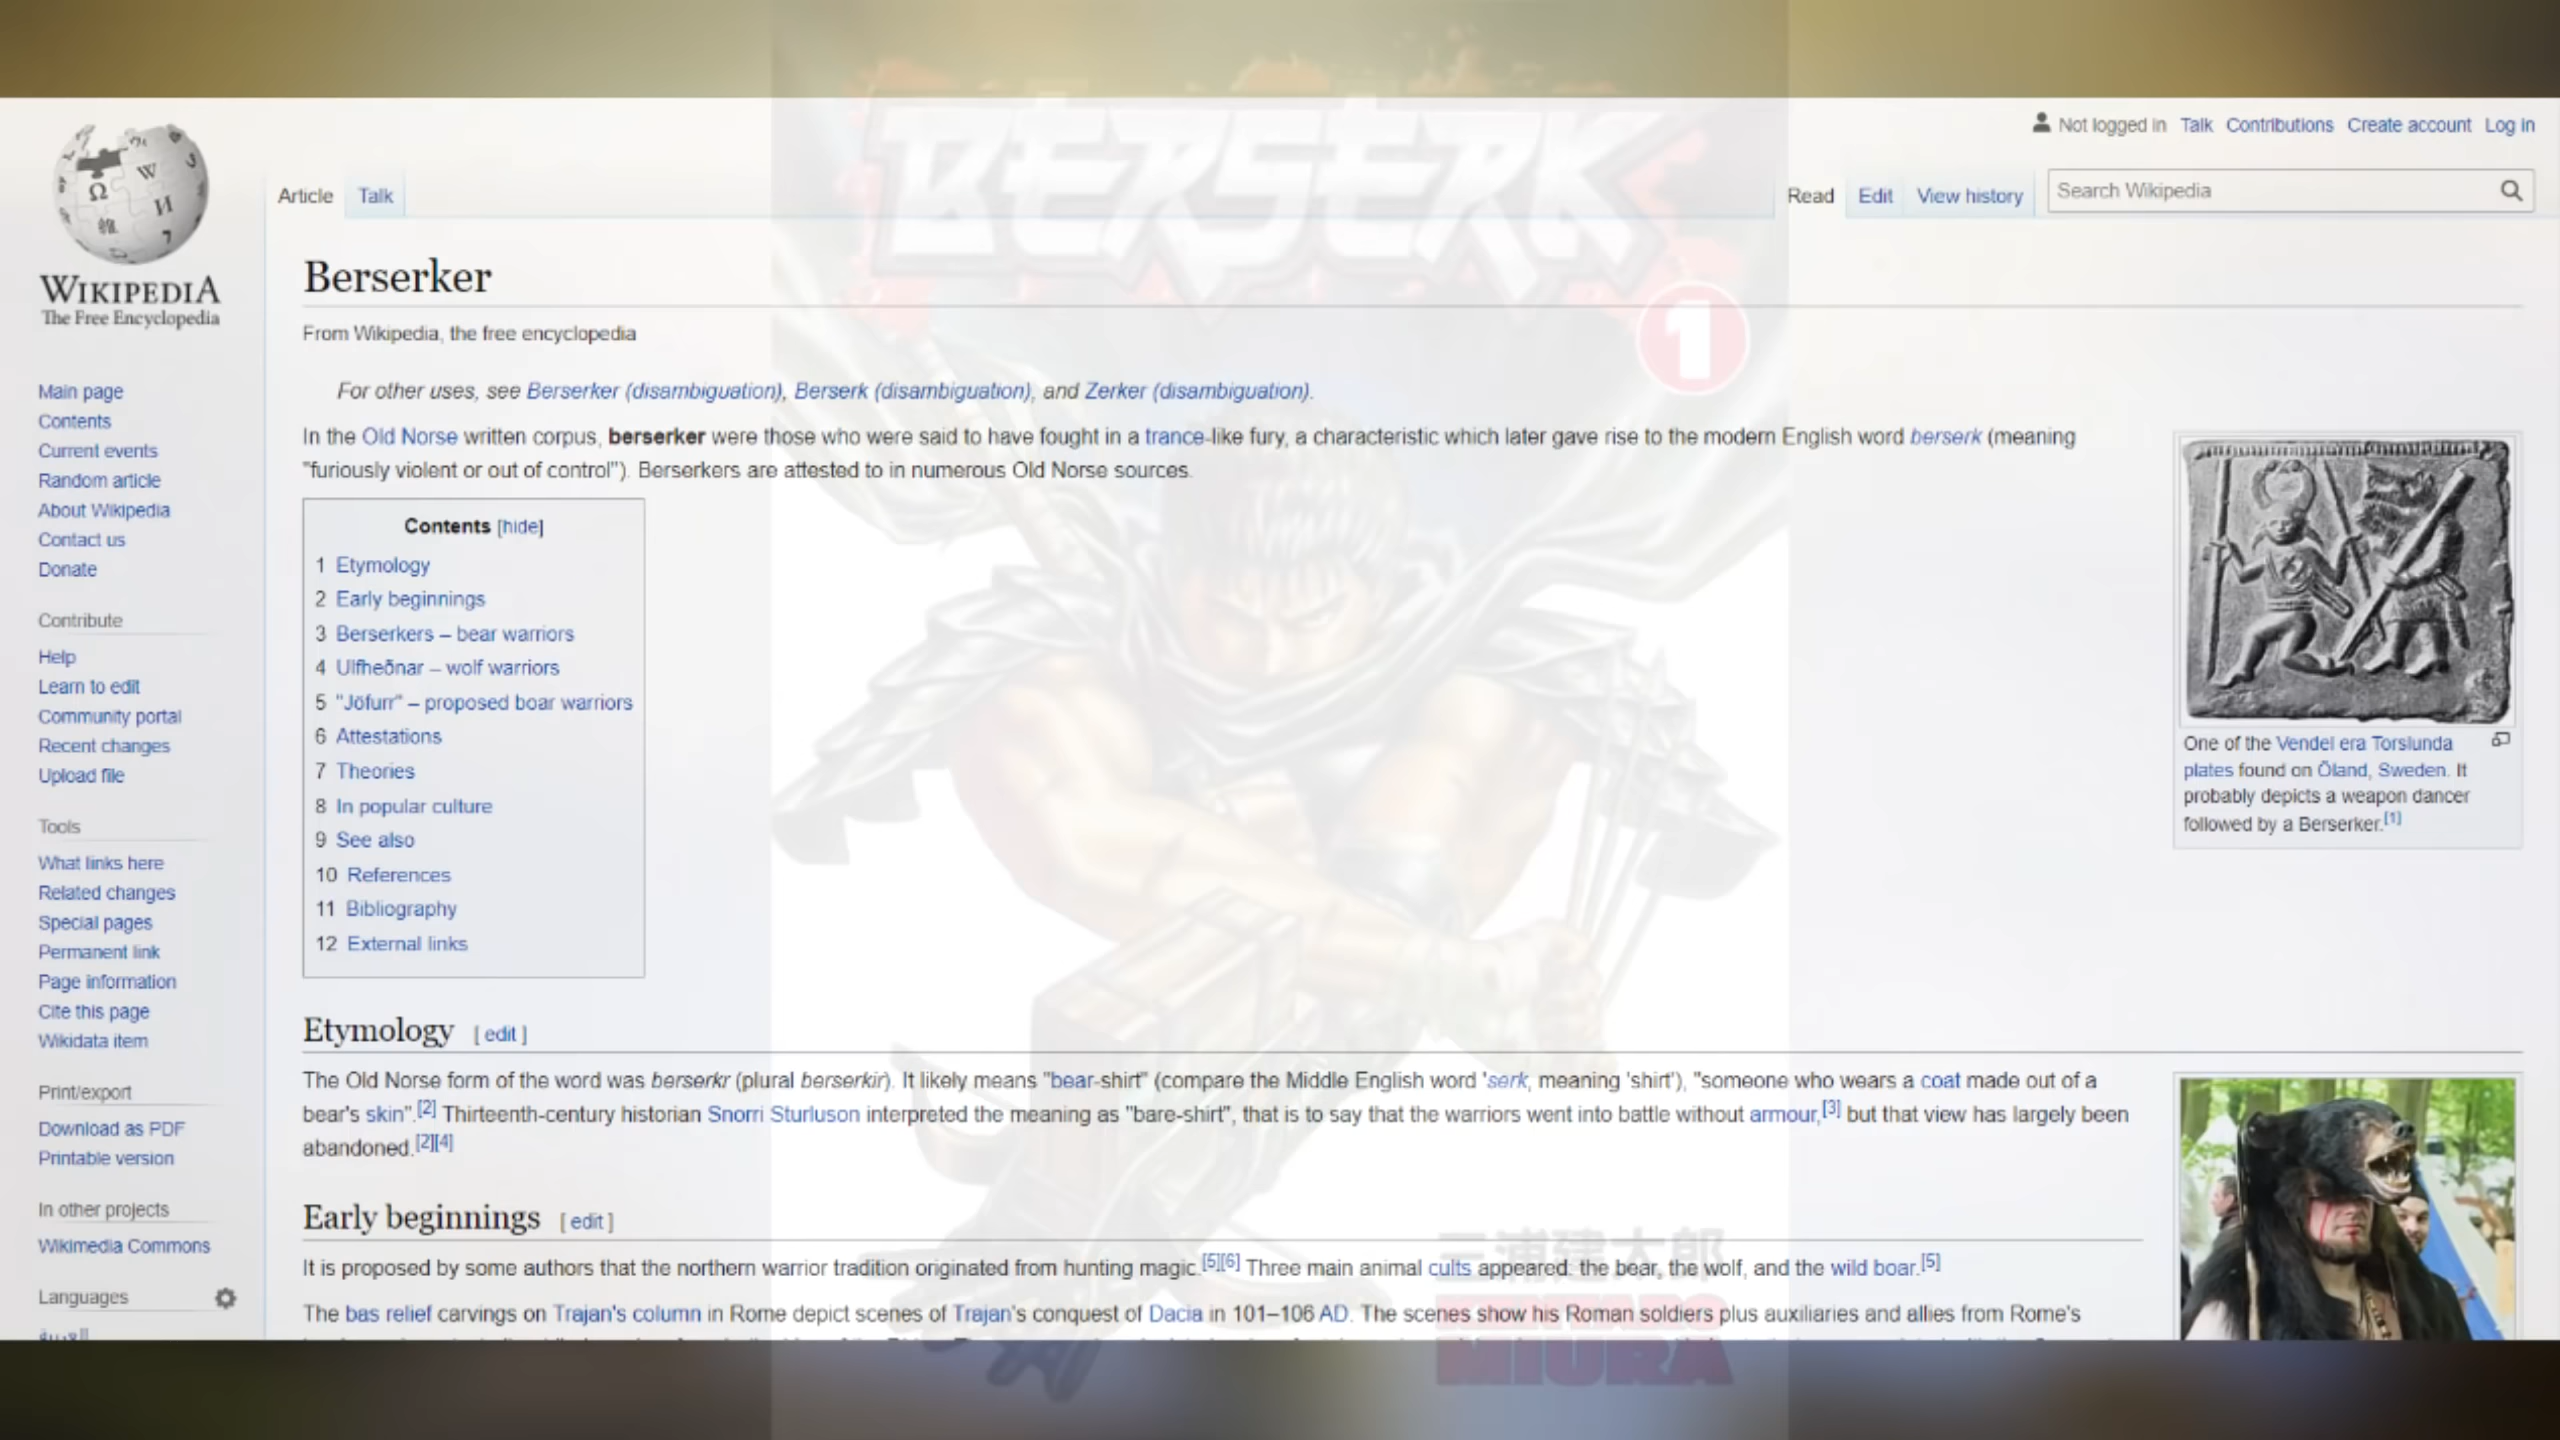 BERSERK
1
Not logged in Talk Contributions Create account Log in
Article Talk
Read Edit View history Search Wikipedia
WIKIPEDIA
The Free Encyclopedia
Main page
Contents
Current events
Random article
About Wikipedia
Contact us
Donate
Contribute
Help
Learn to edit
Community portal
Recent changes
Upload file
Tools
What links here
Related changes
Special pages
Permanent link
Page information
Cite this page
Wikidata item
Print/export
Download as PDF
Printable version
In other projects
Wikimedia Commons
Languages
العربية
Berserker
From Wikipedia, the free encyclopedia
For other uses, see Berserker (disambiguation), Berserk (disambiguation), and Zerker (disambiguation).
In the Old Norse written corpus, berserker were those who were said to have fought in a trance-like fury, a characteristic which later gave rise to the modern English word berserk (meaning
"furiously violent or out of control"). Berserkers are attested to in numerous Old Norse sources.
Contents [hide]
1 Etymology
2 Early beginnings
3 Berserkers – bear warriors
4 Ulfheðnar – wolf warriors
5 "Jöfurr" – proposed boar warriors
6 Attestations
7 Theories
8 In popular culture
9 See also
10 References
11 Bibliography
12 External links
One of the Vendel era Torslunda
plates found on Öland, Sweden. It
probably depicts a weapon dancer
followed by a Berserker.[1]
Etymology [ edit ]
The Old Norse form of the word was berserkr (plural berserkir). It likely means "bear-shirt" (compare the Middle English word 'serk, meaning 'shirt'), "someone who wears a coat made out of a
bear's skin".[2] Thirteenth-century historian Snorri Sturluson interpreted the meaning as "bare-shirt", that is to say that the warriors went into battle without armour,[3] but that view has largely been
abandoned.[2][4]
Early beginnings [ edit ]
It is proposed by some authors that the northern warrior tradition originated from hunting magic.[5][6] Three main animal cults appeared: the bear, the wolf, and the wild boar.[5]
The bas relief carvings on Trajan's column in Rome depict scenes of Trajan's conquest of Dacia in 101–106 AD. The scenes show his Roman soldiers plus auxiliaries and allies from Rome's
三浦建太郎
KENTARO
MIURA